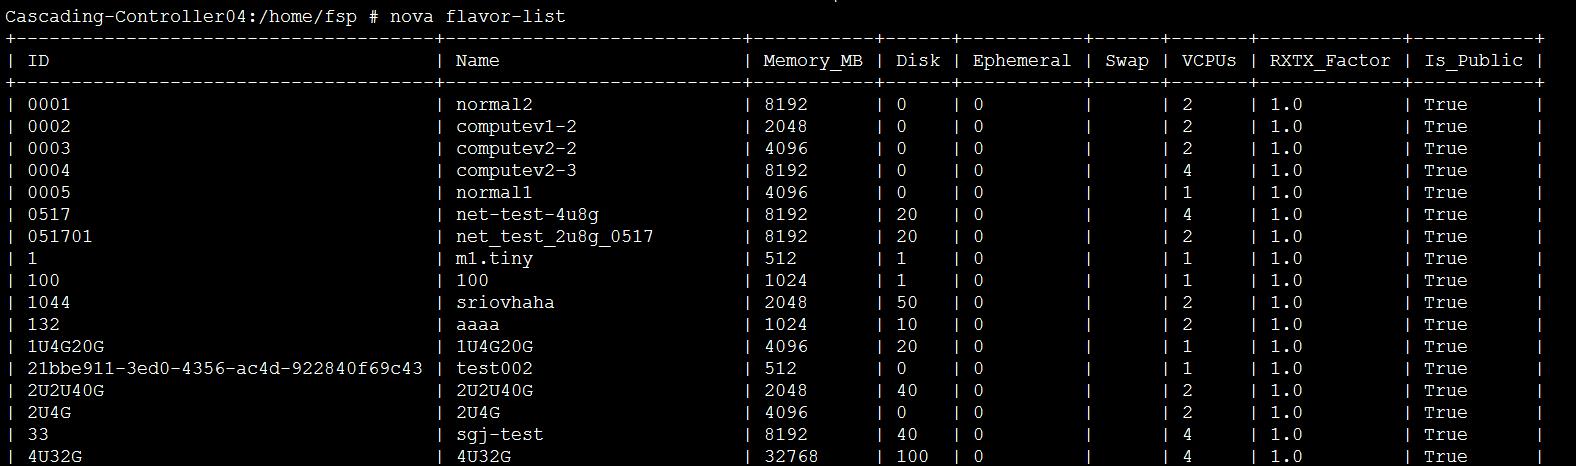 Cascading-Controller04:/home/fsp # nova flavor-list
+--------------------------------------+----------------------------+-----------+------+-----------+------+-------+-------------+-----------+
| ID | Name | Memory_MB | Disk | Ephemeral | Swap | VCPUs | RXTX_Factor | Is_Public |
+--------------------------------------+----------------------------+-----------+------+-----------+------+-------+-------------+-----------+
| 0001 | normal2 | 8192 | 0 | 0 | | 2 | 1.0 | True |
| 0002 | computev1-2 | 2048 | 0 | 0 | | 2 | 1.0 | True |
| 0003 | computev2-2 | 4096 | 0 | 0 | | 2 | 1.0 | True |
| 0004 | computev2-3 | 8192 | 0 | 0 | | 4 | 1.0 | True |
| 0005 | normal1 | 4096 | 0 | 0 | | 1 | 1.0 | True |
| 0517 | net-test-4u8g | 8192 | 20 | 0 | | 4 | 1.0 | True |
| 051701 | net_test_2u8g_0517 | 8192 | 20 | 0 | | 2 | 1.0 | True |
| 1 | m1.tiny | 512 | 1 | 0 | | 1 | 1.0 | True |
| 100 | 100 | 1024 | 1 | 0 | | 1 | 1.0 | True |
| 1044 | sriovhaha | 2048 | 50 | 0 | | 2 | 1.0 | True |
| 132 | aaaa | 1024 | 10 | 0 | | 2 | 1.0 | True |
| 1U4G20G | 1U4G20G | 4096 | 20 | 0 | | 1 | 1.0 | True |
| 21bbe911-3ed0-4356-ac4d-922840f69c43 | test002 | 512 | 0 | 0 | | 1 | 1.0 | True |
| 2U2U40G | 2U2U40G | 2048 | 40 | 0 | | 2 | 1.0 | True |
| 2U4G | 2U4G | 4096 | 0 | 0 | | 2 | 1.0 | True |
| 33 | sgj-test | 8192 | 40 | 0 | | 4 | 1.0 | True |
| 4U32G | 4U32G | 32768 | 100 | 0 | | 4 | 1.0 | True |